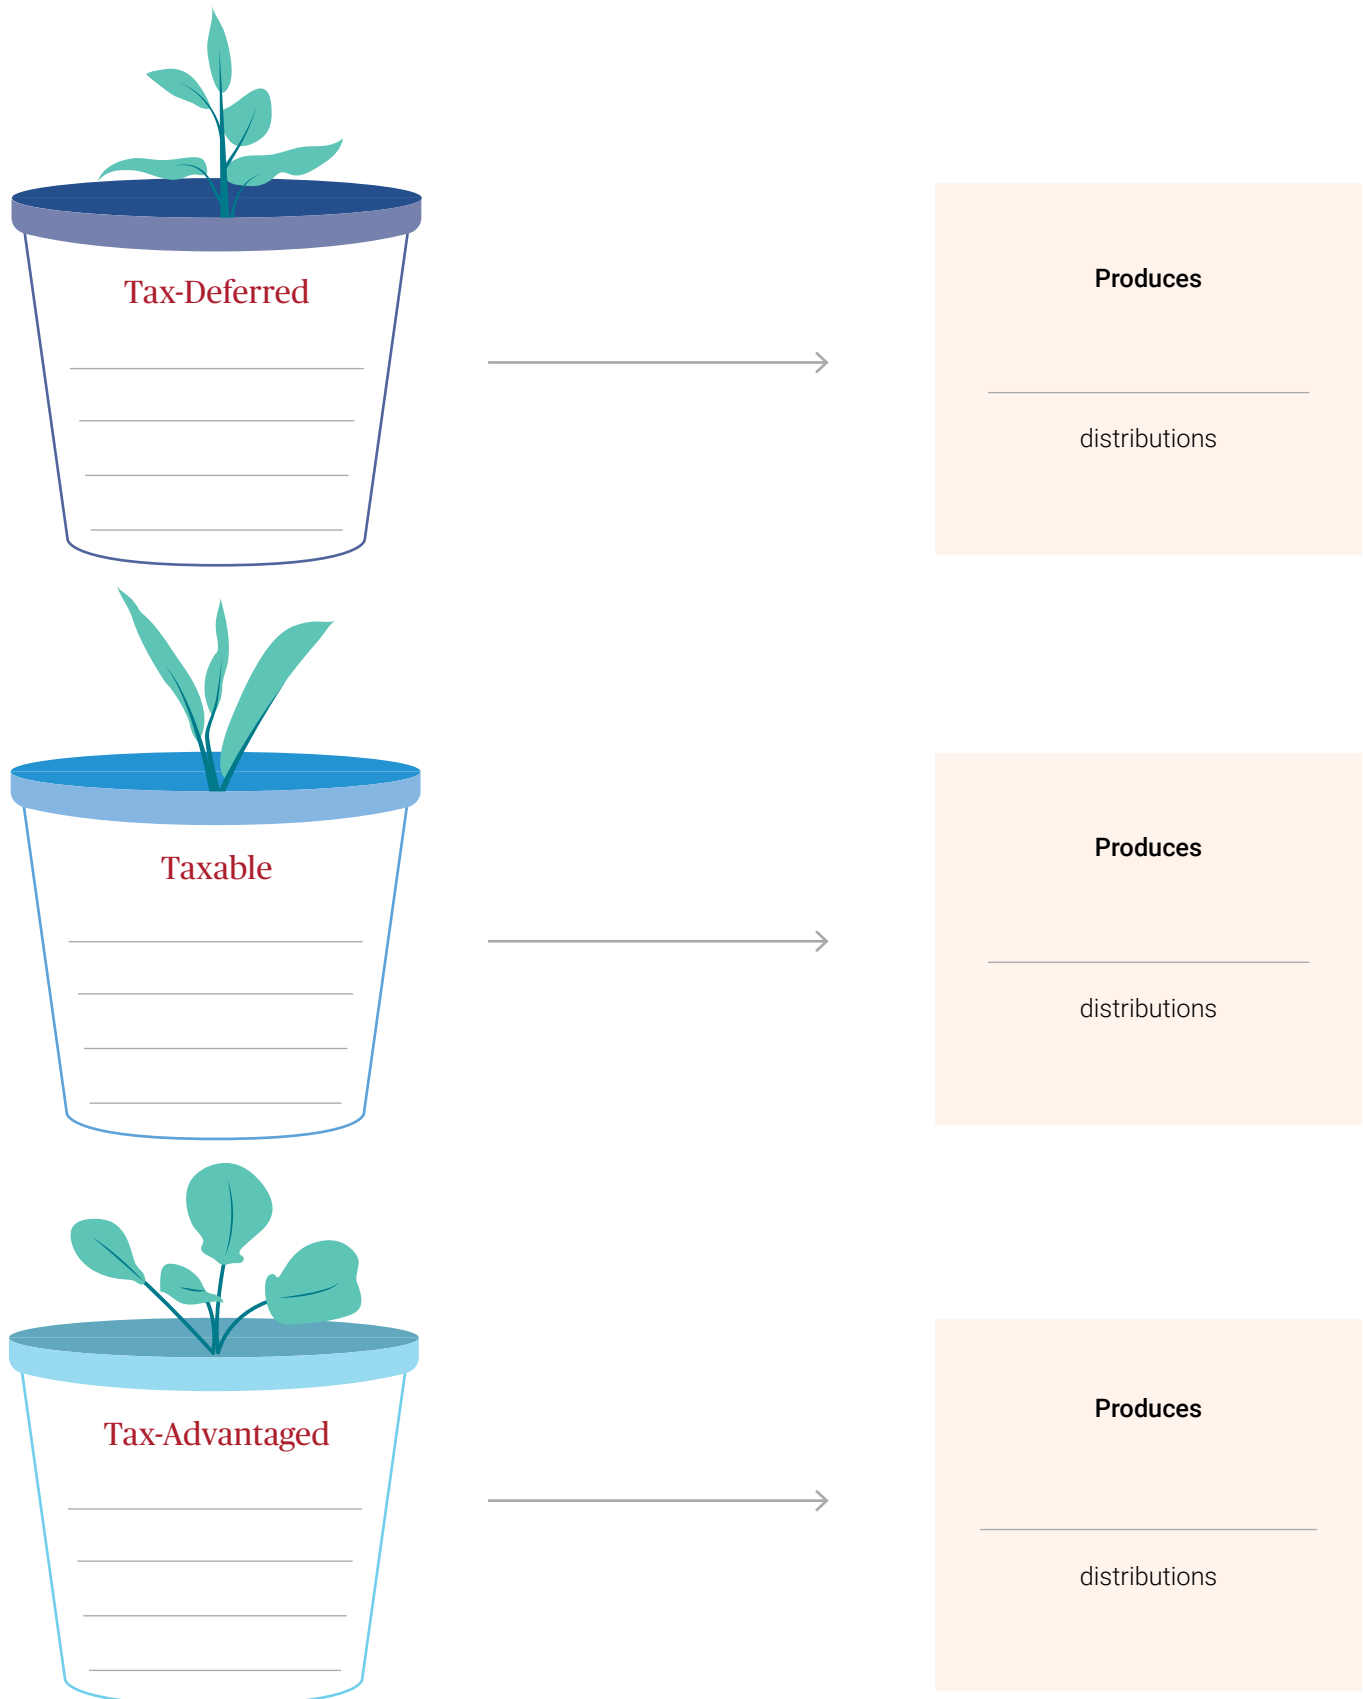 Tax-Deferred
Produces
distributions
Taxable
Produces
distributions
Tax-Advantaged
Produces
distributions